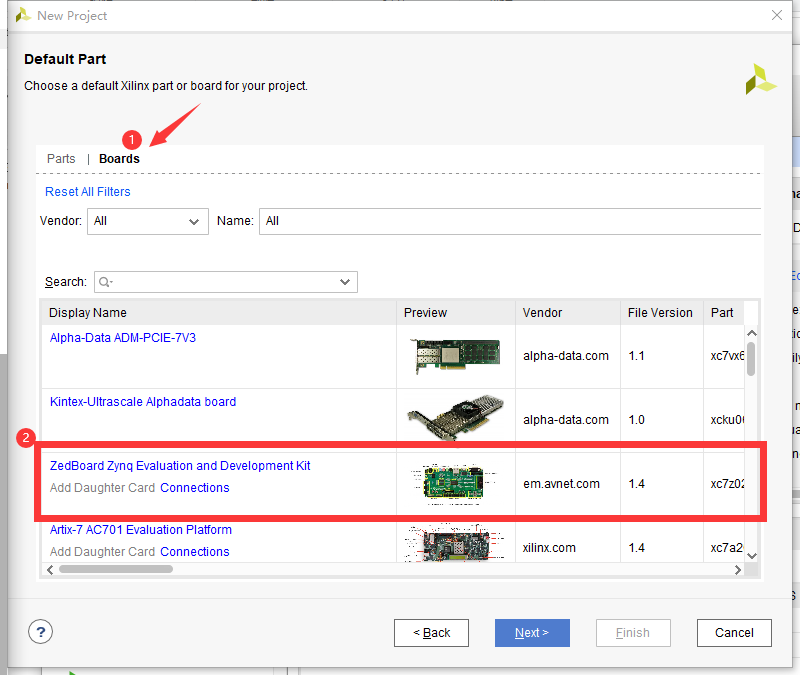 New Project
Default Part
Choose a default Xilinx part or board for your project.
1
Parts | Boards
Reset All Filters
Vendor: All Name: All
Search:
Display Name Preview Vendor File Version Part
Alpha-Data ADM-PCIE-7V3 alpha-data.com 1.1 xc7vx6
Kintex-Ultrascale Alphadata board alpha-data.com 1.0 xcku0
2
ZedBoard Zynq Evaluation and Development Kit
Add Daughter Card Connections em.avnet.com 1.4 xc7z02
Artix-7 AC701 Evaluation Platform
Add Daughter Card Connections xilinx.com 1.4 xc7a2
?
< Back Next > Finish Cancel